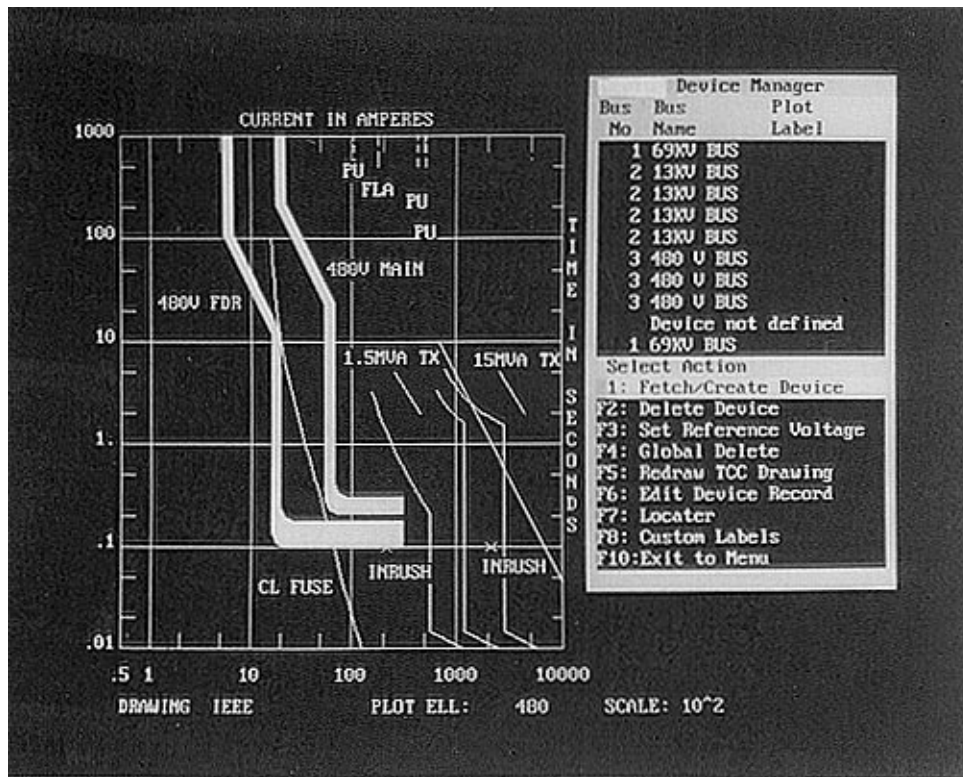 CURRENT IN AMPERES
1000
100
10
1.
.1
.01
PU
FLA
PU
PU
480V MAIN
480V FDR
1.5MVA TX
15MVA TX
CL FUSE
INRUSH
INRUSH
TIME IN SECONDS
.5 1 10 100 1000 10000
DRAWING IEEE PLOT ELL: 480 SCALE: 10^2
Device Manager
Bus Bus Plot
No Name Label
1 69KV BUS
2 13KV BUS
2 13KV BUS
2 13KV BUS
2 13KV BUS
3 480 V BUS
3 480 V BUS
3 480 V BUS
Device not defined
1 69KV BUS
Select Action
1: Fetch/Create Device
F2: Delete Device
F3: Set Reference Voltage
F4: Global Delete
F5: Redraw TCC Drawing
F6: Edit Device Record
F7: Locater
F8: Custom Labels
F10:Exit to Menu